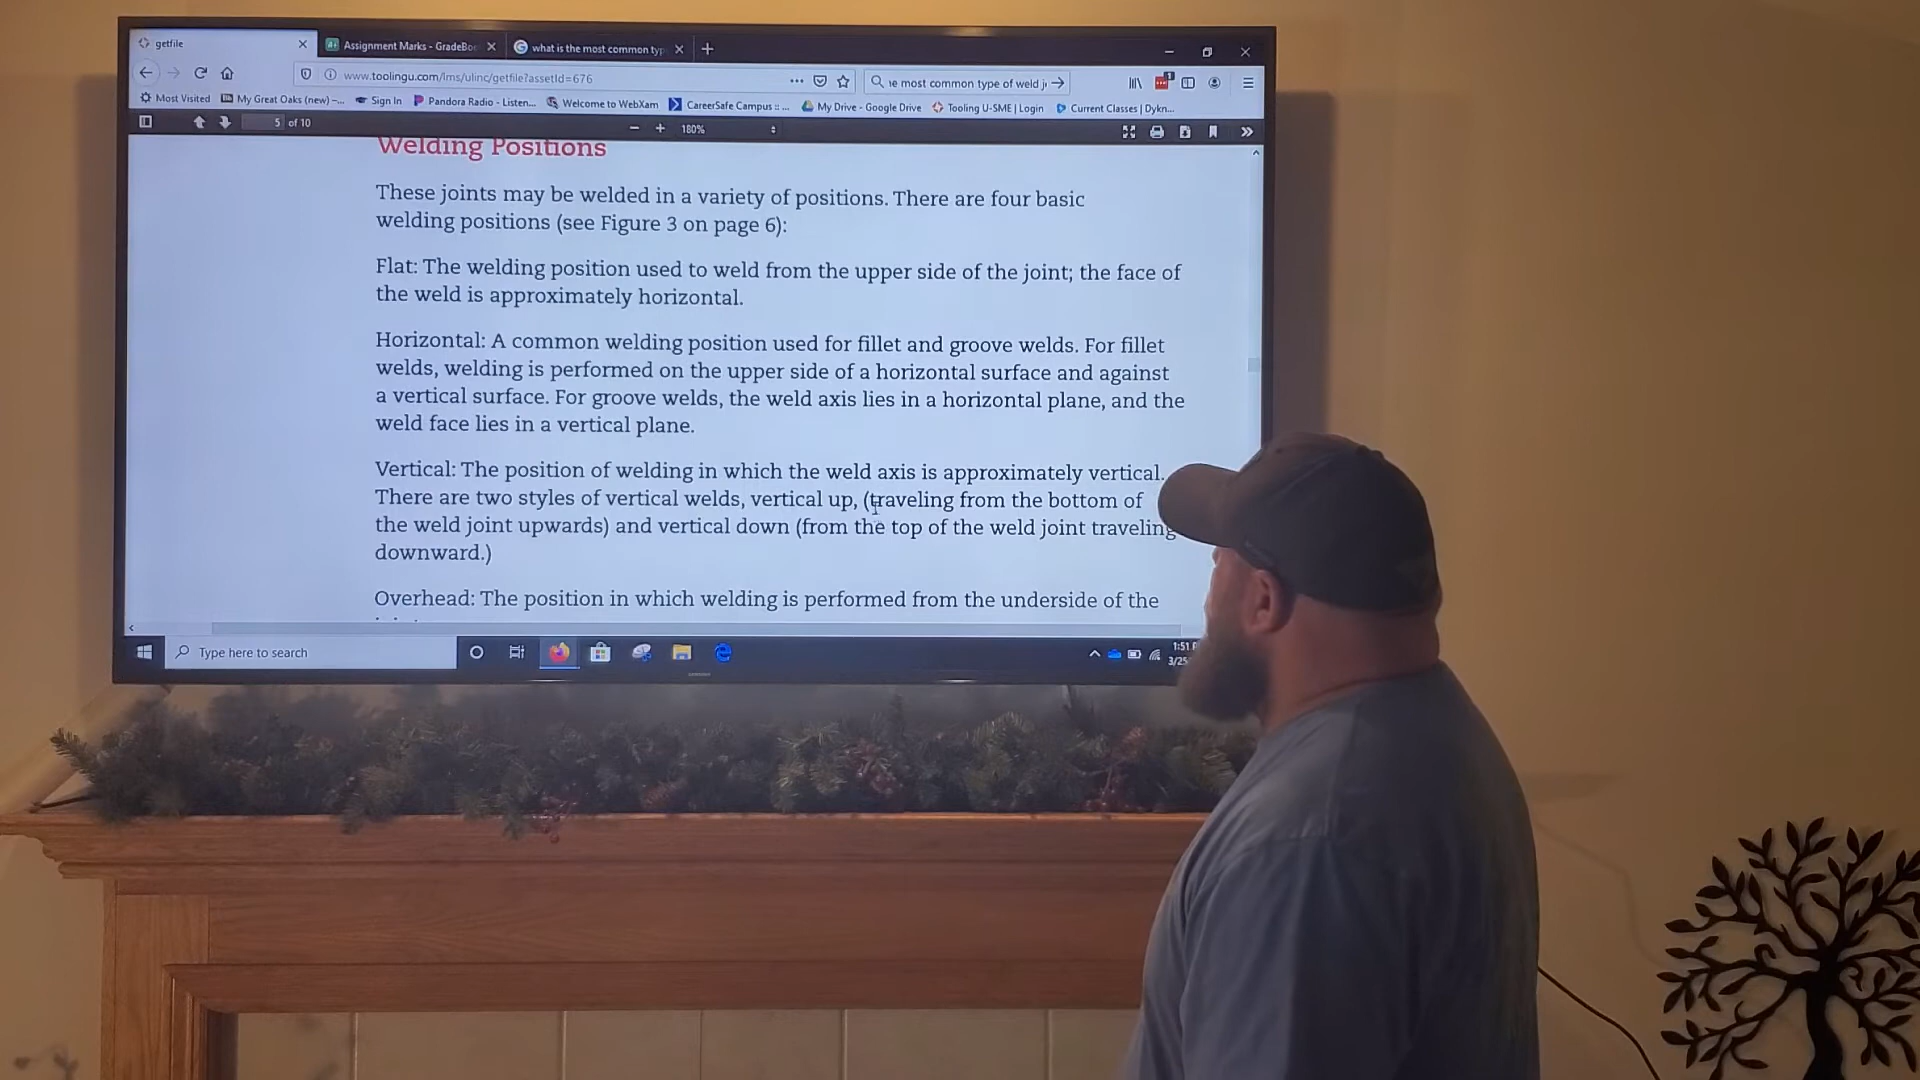 getfile
Assignment Marks - GradeBo
what is the most common typ
www.toolingu.com/lms/ulinc/getfile?assetId=676
ıe most common type of weld j
Most Visited
My Great Oaks (new) –...
Sign In
Pandora Radio - Listen...
Welcome to WebXam
CareerSafe Campus :: ...
My Drive - Google Drive
Tooling U-SME | Login
Current Classes | Dykn...
5 of 10
180%
Welding Positions
These joints may be welded in a variety of positions. There are four basic
welding positions (see Figure 3 on page 6):
Flat: The welding position used to weld from the upper side of the joint; the face of
the weld is approximately horizontal.
Horizontal: A common welding position used for fillet and groove welds. For fillet
welds, welding is performed on the upper side of a horizontal surface and against
a vertical surface. For groove welds, the weld axis lies in a horizontal plane, and the
weld face lies in a vertical plane.
Vertical: The position of welding in which the weld axis is approximately vertical.
There are two styles of vertical welds, vertical up, (traveling from the bottom of
the weld joint upwards) and vertical down (from the top of the weld joint traveling
downward.)
Overhead: The position in which welding is performed from the underside of the
Type here to search
1:51 P
3/25